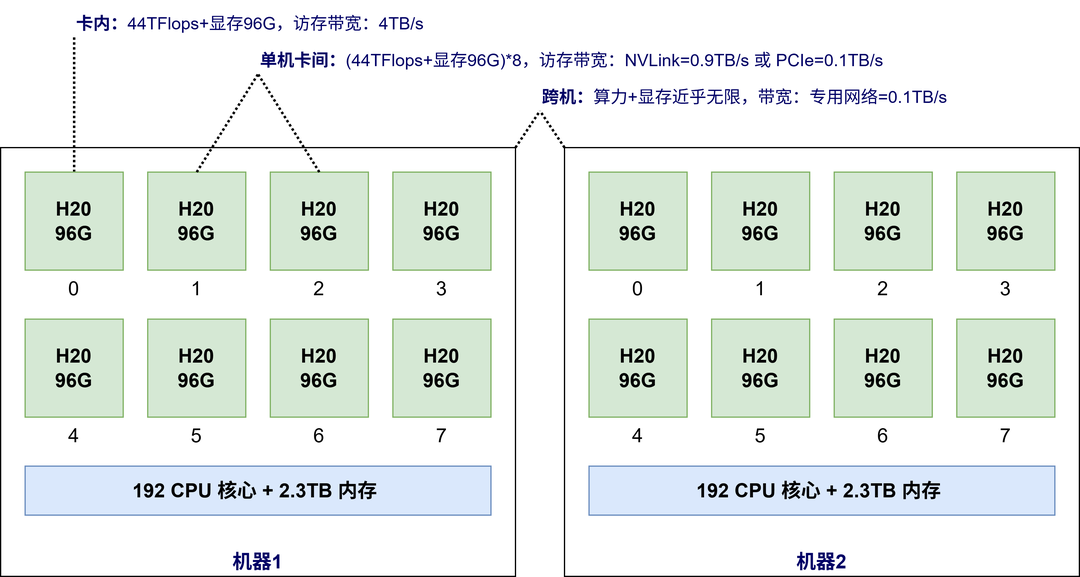 卡内：44TFlops+显存96G，访存带宽：4TB/s
单机卡间：(44TFlops+显存96G)*8，访存带宽：NVLink=0.9TB/s 或 PCIe=0.1TB/s
跨机：算力+显存近乎无限，带宽：专用网络=0.1TB/s
H20
96G
H20
96G
H20
96G
H20
96G
0
1
2
3
H20
96G
H20
96G
H20
96G
H20
96G
4
5
6
7
192 CPU 核心 + 2.3TB 内存
机器1
H20
96G
H20
96G
H20
96G
H20
96G
0
1
2
3
H20
96G
H20
96G
H20
96G
H20
96G
4
5
6
7
192 CPU 核心 + 2.3TB 内存
机器2